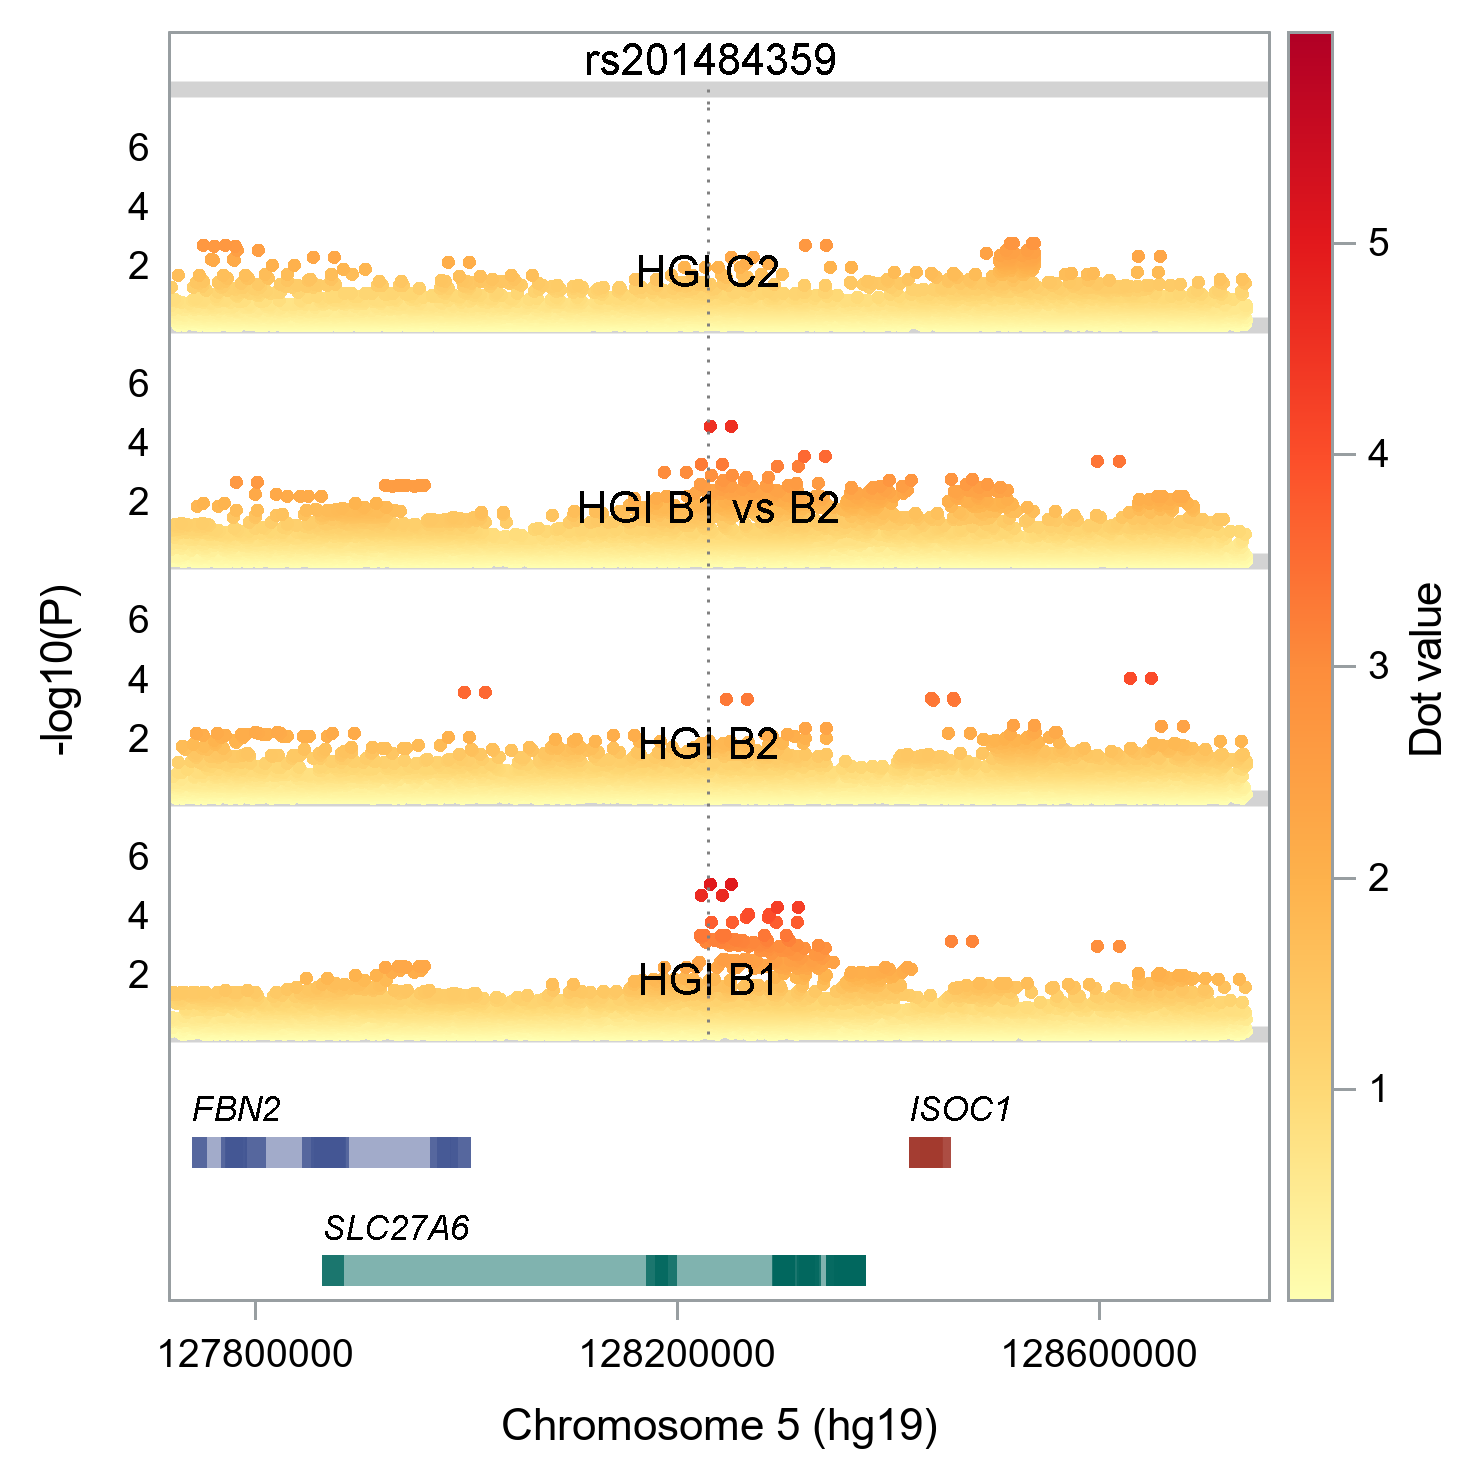 rs201484359
6
4
2
HGI C2
6
4
2
HGI B1 vs B2
6
4
2
HGI B2
6
4
2
HGI B1
-log10(P)
FBN2
ISOC1
SLC27A6
127800000
128200000
128600000
Chromosome 5 (hg19)
5
4
3
2
1
Dot value